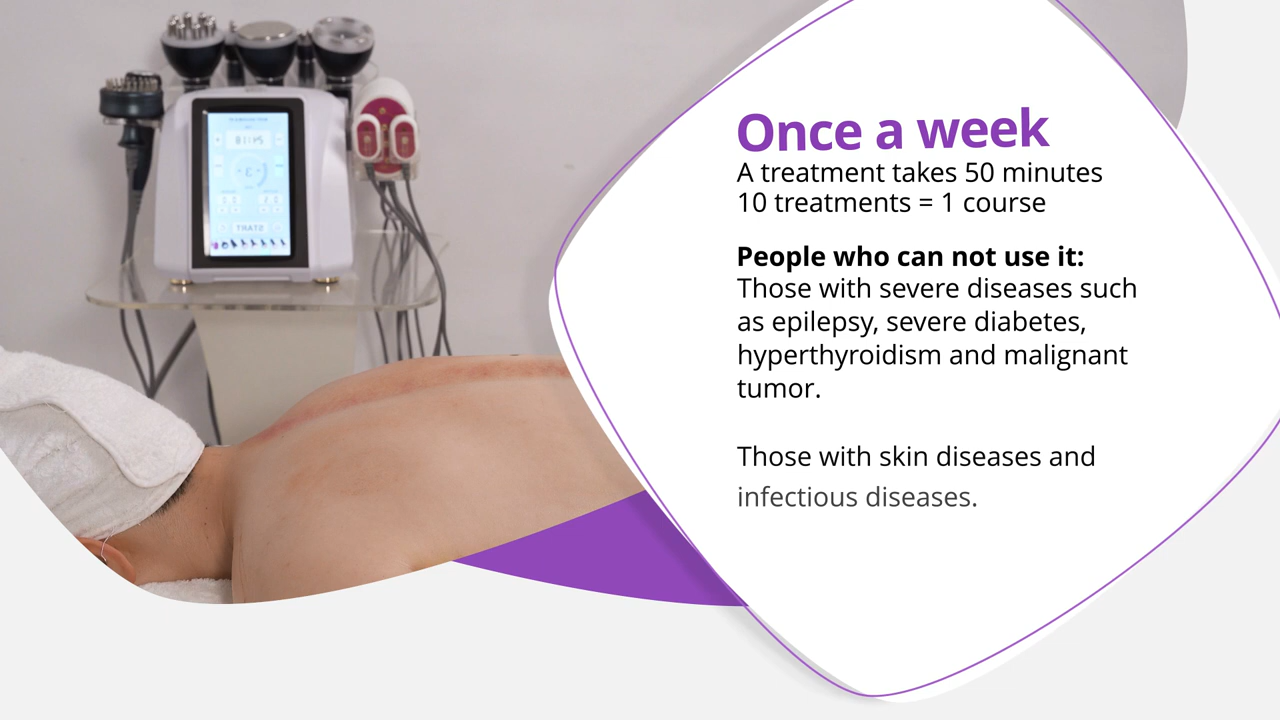 Once a week
A treatment takes 50 minutes
10 treatments = 1 course
People who can not use it:
Those with severe diseases such
as epilepsy, severe diabetes,
hyperthyroidism and malignant
tumor.
Those with skin diseases and
infectious diseases.
START